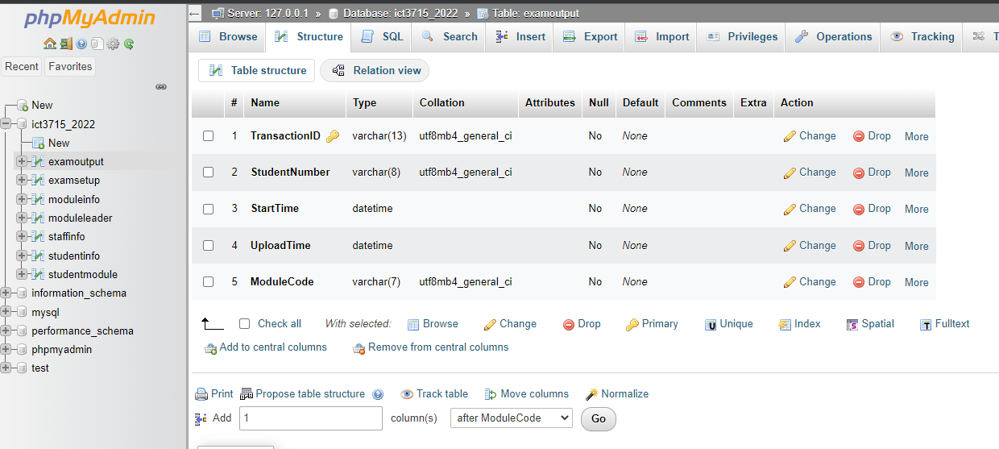 phpMyAdmin
Recent Favorites
New
ict3715_2022
New
examoutput
examsetup
moduleinfo
moduleleader
staffinfo
studentinfo
studentmodule
information_schema
mysql
performance_schema
phpmyadmin
test
Server: 127.0.0.1 » Database: ict3715_2022 » Table: examoutput
Browse Structure SQL Search Insert Export Import Privileges Operations Tracking T
Table structure Relation view
# Name Type Collation Attributes Null Default Comments Extra Action
1 TransactionID varchar(13) utf8mb4_general_ci No None Change Drop More
2 StudentNumber varchar(8) utf8mb4_general_ci No None Change Drop More
3 StartTime datetime No None Change Drop More
4 UploadTime datetime No None Change Drop More
5 ModuleCode varchar(7) utf8mb4_general_ci No None Change Drop More
Check all With selected: Browse Change Drop Primary Unique Index Spatial Fulltext
Add to central columns Remove from central columns
Print Propose table structure Track table Move columns Normalize
Add 1 column(s) after ModuleCode Go